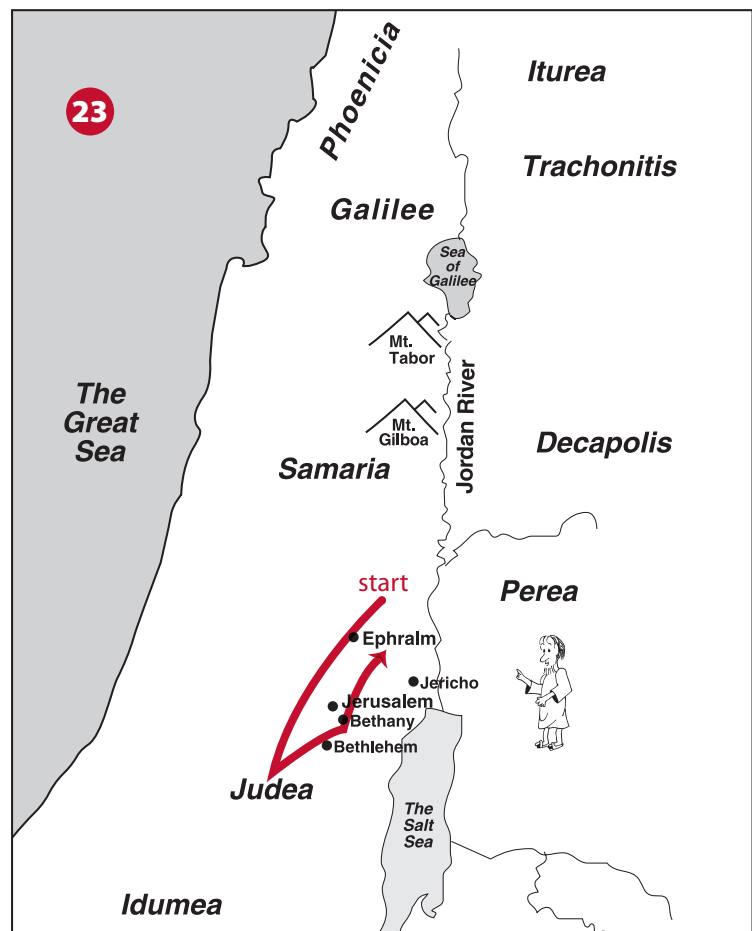 23
Phoenicia
Iturea
Trachonitis
Galilee
Sea
of
Galilee
Mt.
Tabor
The
Great
Sea
Mt.
Gilboa
Jordan River
Samaria
Decapolis
start
Perea
Ephralm
Jericho
Jerusalem
Bethany
Bethlehem
Judea
The
Salt
Sea
Idumea